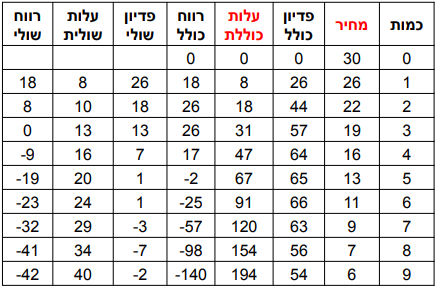 כמות מחיר פדיון כולל עלות כוללת רווח כולל פדיון שולי עלות שולית רווח שולי
0 30 0 0 0
1 26 26 8 18 26 8 18
2 22 44 18 26 18 10 8
3 19 57 31 26 13 13 0
4 16 64 47 17 7 16 -9
5 13 65 67 -2 1 20 -19
6 11 66 91 -25 1 24 -23
7 9 63 120 -57 -3 29 -32
8 7 56 154 -98 -7 34 -41
9 6 54 194 -140 -2 40 -42